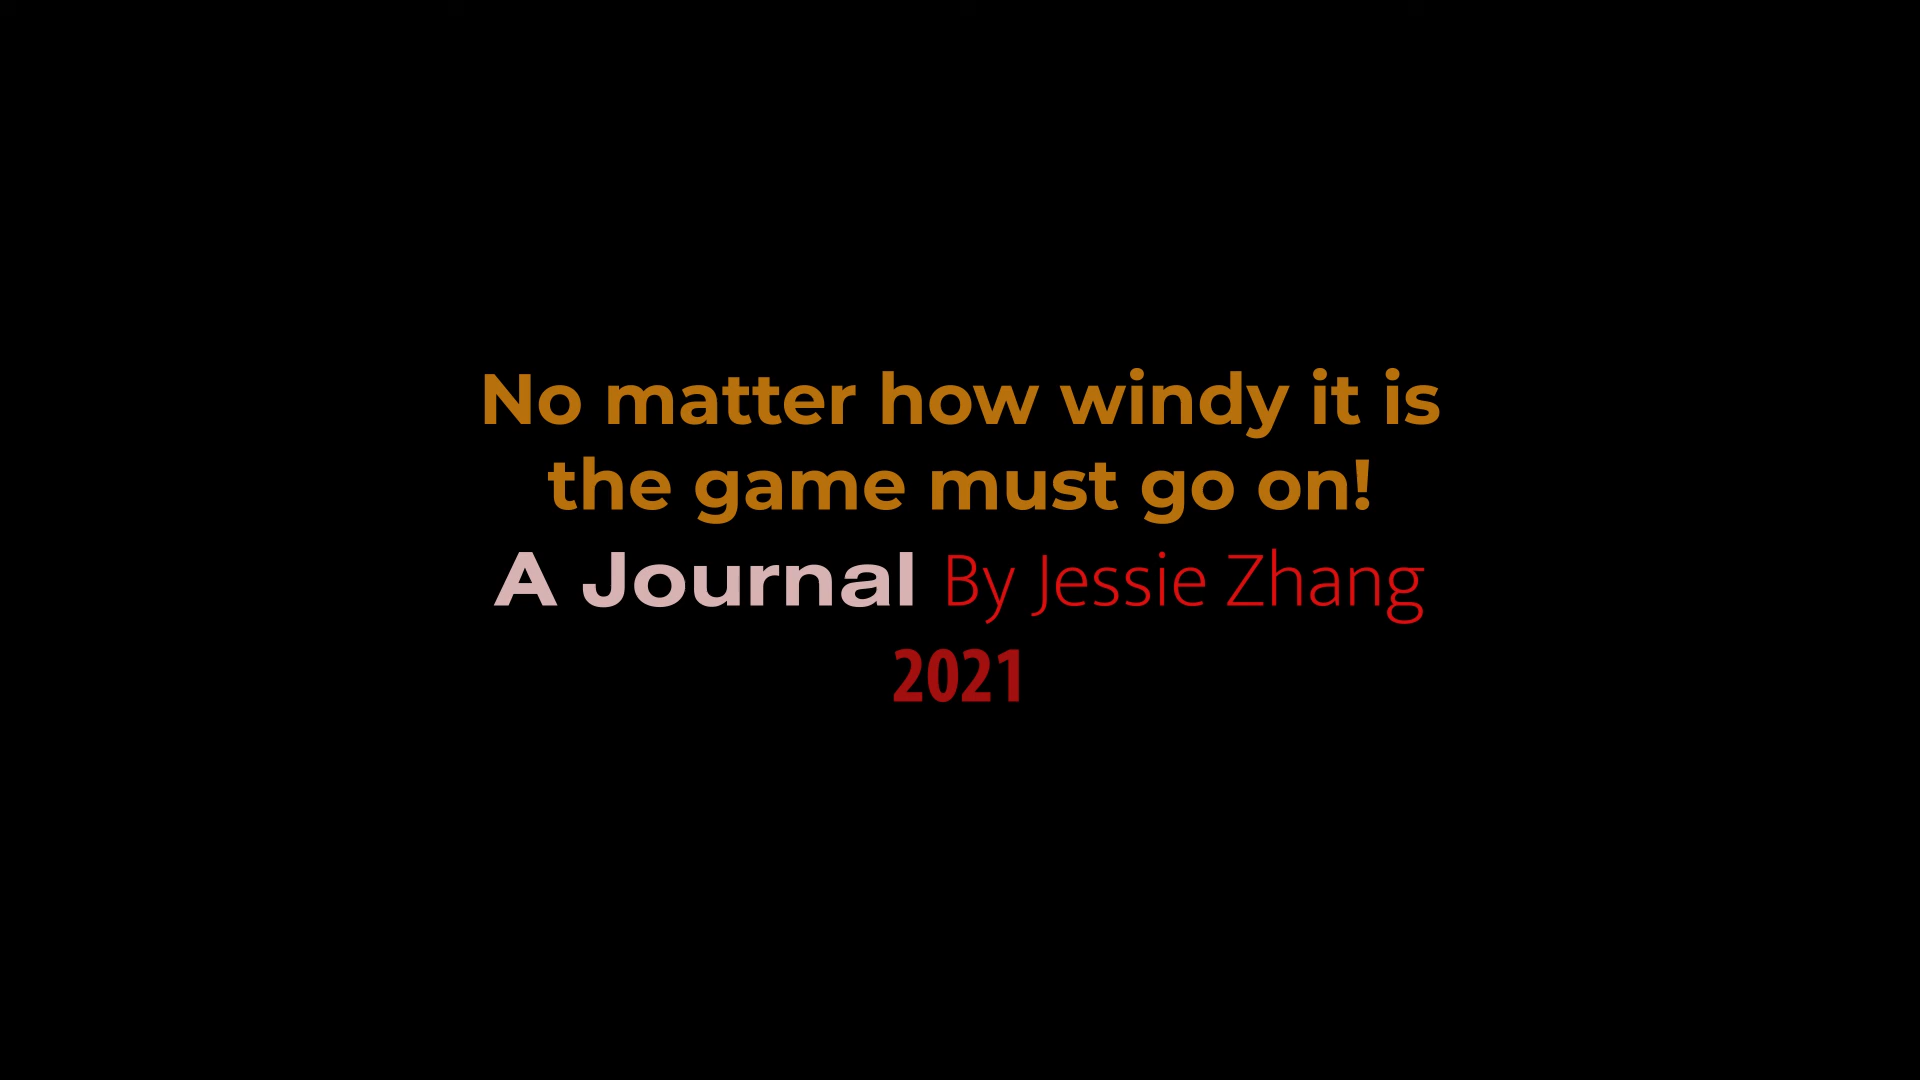 No matter how windy it is
the game must go on!
A Journal By Jessie Zhang
2021